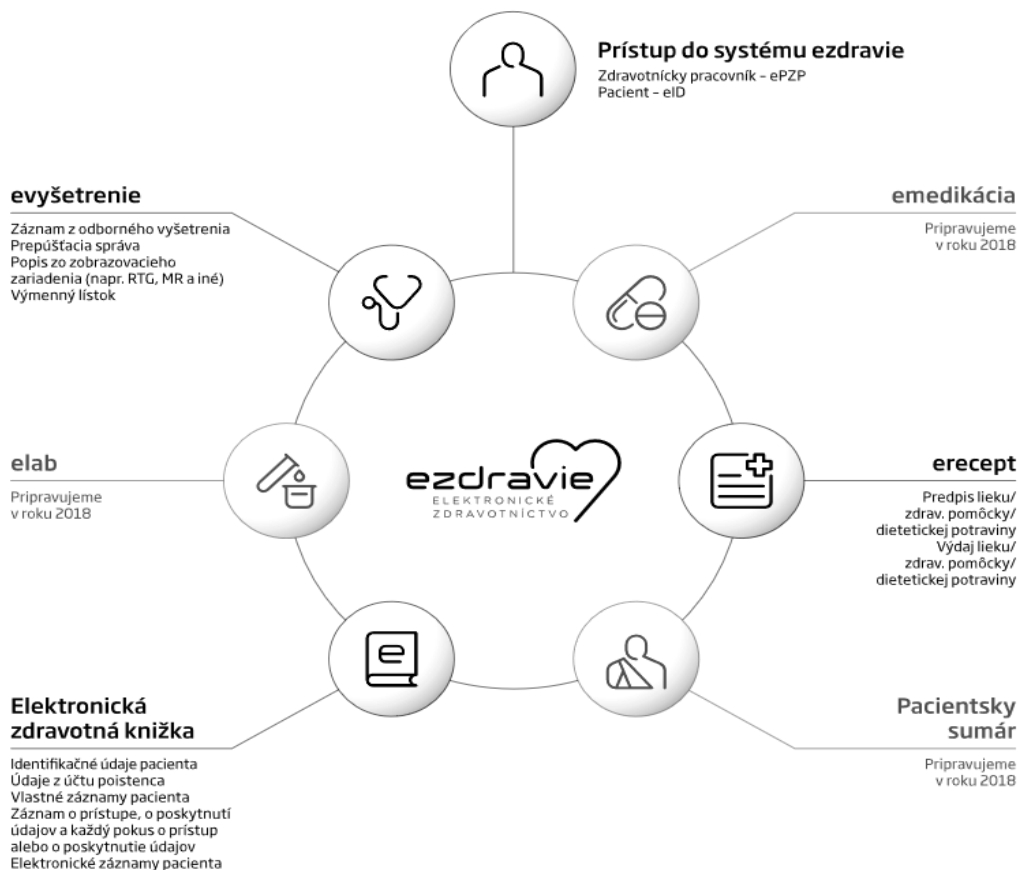 Prístup do systému ezdravie
Zdravotnícky pracovník – ePZP
Pacient – eID
evyšetrenie
Záznam z odborného vyšetrenia
Prepúšťacia správa
Popis zo zobrazovacieho
zariadenia (napr. RTG, MR a iné)
Výmenný lístok
emedikácia
Pripravujeme
v roku 2018
elab
Pripravujeme
v roku 2018
ezdravie
ELEKTRONICKÉ
ZDRAVOTNÍCTVO
erecept
Predpis lieku/
zdrav. pomôcky/
dietetickej potraviny
Výdaj lieku/
zdrav. pomôcky/
dietetickej potraviny
e
Elektronická
zdravotná knižka
Identifikačné údaje pacienta
Údaje z účtu poistenca
Vlastné záznamy pacienta
Záznam o prístupe, o poskytnutí
údajov a každý pokus o prístup
alebo o poskytnutie údajov
Elektronické záznamy pacienta
Pacientsky
sumár
Pripravujeme
v roku 2018